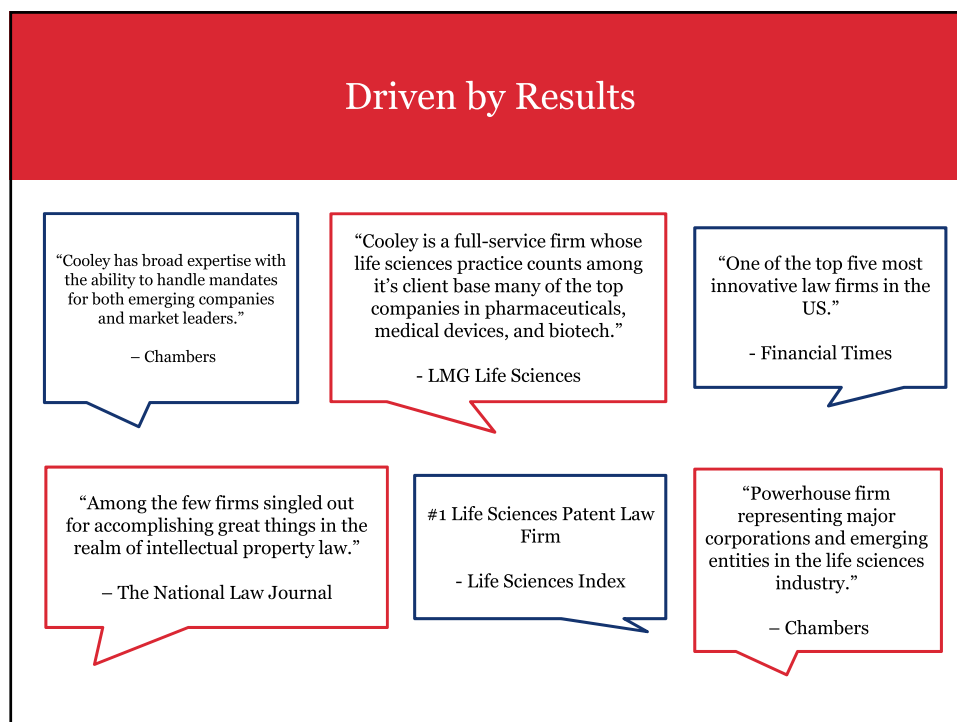 Driven by Results
“Cooley has broad expertise with
the ability to handle mandates
for both emerging companies
and market leaders.”
– Chambers
“Cooley is a full-service firm whose
life sciences practice counts among
it’s client base many of the top
companies in pharmaceuticals,
medical devices, and biotech.”
- LMG Life Sciences
“One of the top five most
innovative law firms in the
US.”
- Financial Times
“Among the few firms singled out
for accomplishing great things in the
realm of intellectual property law.”
– The National Law Journal
#1 Life Sciences Patent Law
Firm
- Life Sciences Index
“Powerhouse firm
representing major
corporations and emerging
entities in the life sciences
industry.”
– Chambers